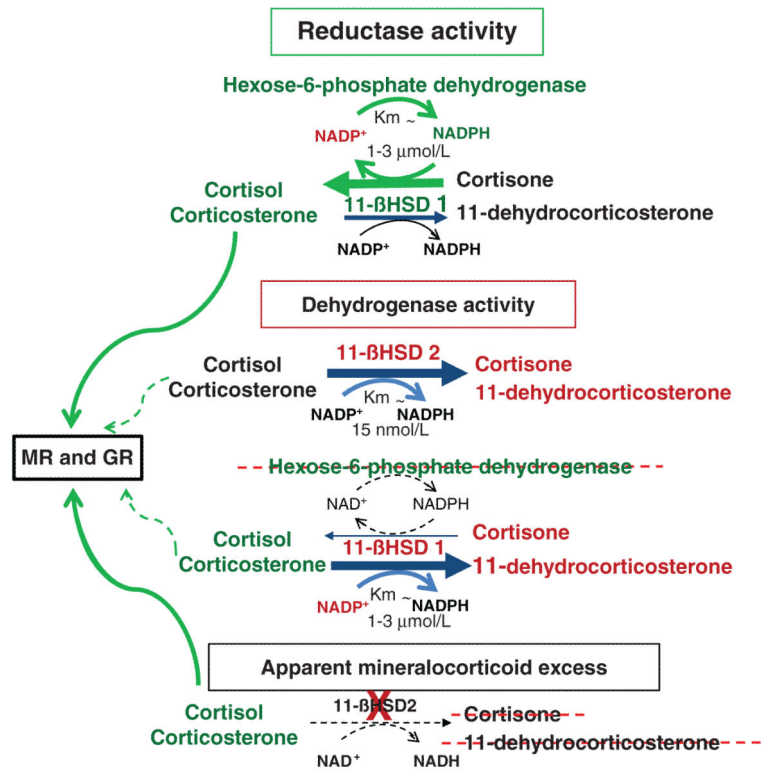 Reductase activity
Hexose-6-phosphate dehydrogenase
Km ~
NADP+ NADPH
1-3 μmol/L
Cortisol
Corticosterone
Cortisone
11-ßHSD 1
11-dehydrocorticosterone
NADP+ NADPH
Dehydrogenase activity
11-ßHSD 2
Cortisol
Corticosterone
Cortisone
11-dehydrocorticosterone
Km ~
NADP+ NADPH
15 nmol/L
MR and GR
Hexose-6-phosphate dehydrogenase
NAD+ NADPH
Cortisol
Corticosterone
Cortisone
11-ßHSD 1
11-dehydrocorticosterone
Km ~
NADP+ NADPH
1-3 μmol/L
Apparent mineralocorticoid excess
11-ßHSD2
X
Cortisol
Corticosterone
Cortisone
11-dehydrocorticosterone
NAD+ NADH